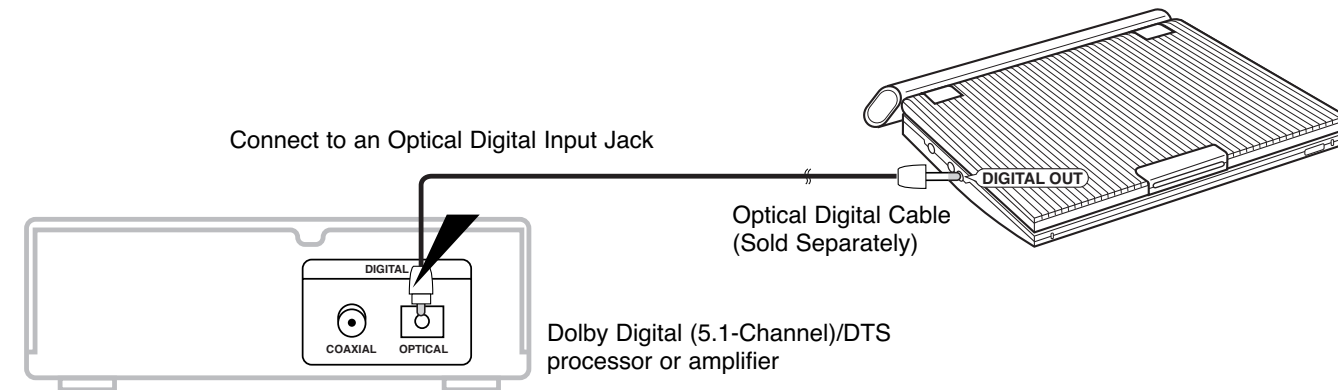 Connect to an Optical Digital Input Jack
DIGITAL OUT
Optical Digital Cable
(Sold Separately)
DIGITAL
COAXIAL
OPTICAL
Dolby Digital (5.1-Channel)/DTS
processor or amplifier